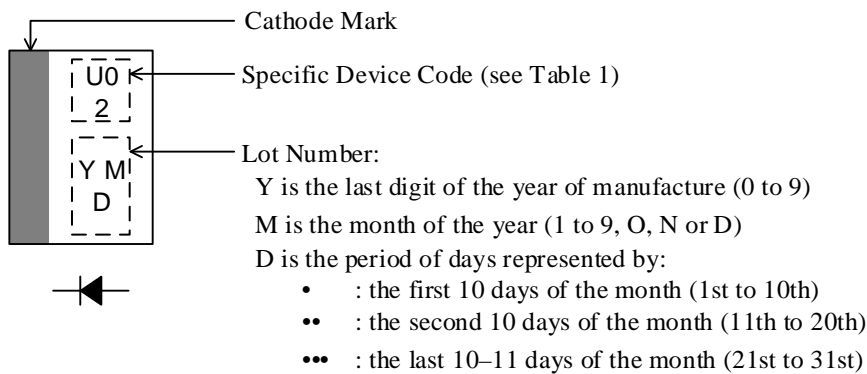 Cathode Mark
U0
2
Specific Device Code (see Table 1)
Y M
D
Lot Number:
Y is the last digit of the year of manufacture (0 to 9)
M is the month of the year (1 to 9, O, N or D)
D is the period of days represented by:
• : the first 10 days of the month (1st to 10th)
•• : the second 10 days of the month (11th to 20th)
••• : the last 10–11 days of the month (21st to 31st)